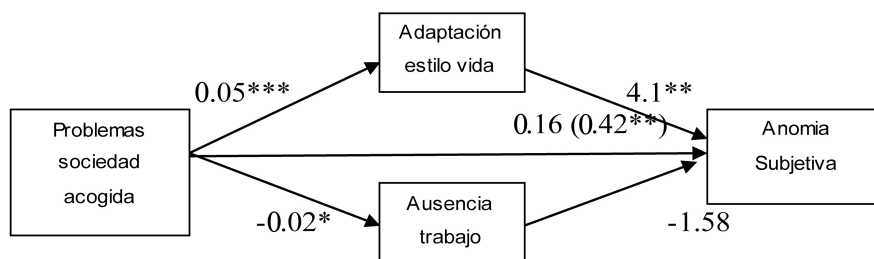 Adaptación
estilo vida
0.05***
4.1**
Problemas
sociedad
acogida
0.16 (0.42**)
Anomia
Subjetiva
-0.02*
Ausencia
trabajo
-1.58